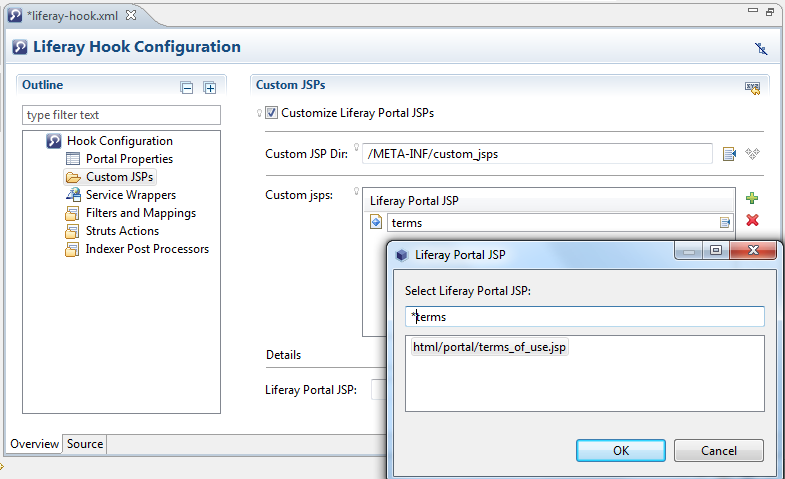 *liferay-hook.xml
Liferay Hook Configuration
Outline
type filter text
Hook Configuration
Portal Properties
Custom JSPs
Service Wrappers
Filters and Mappings
Struts Actions
Indexer Post Processors
Custom JSPs
Customize Liferay Portal JSPs
Custom JSP Dir:
/META-INF/custom_jsps
Custom jsps:
Liferay Portal JSP
terms
Details
Liferay Portal JSP:
Liferay Portal JSP
Select Liferay Portal JSP:
*terms
html/portal/terms_of_use.jsp
OK
Cancel
Overview
Source